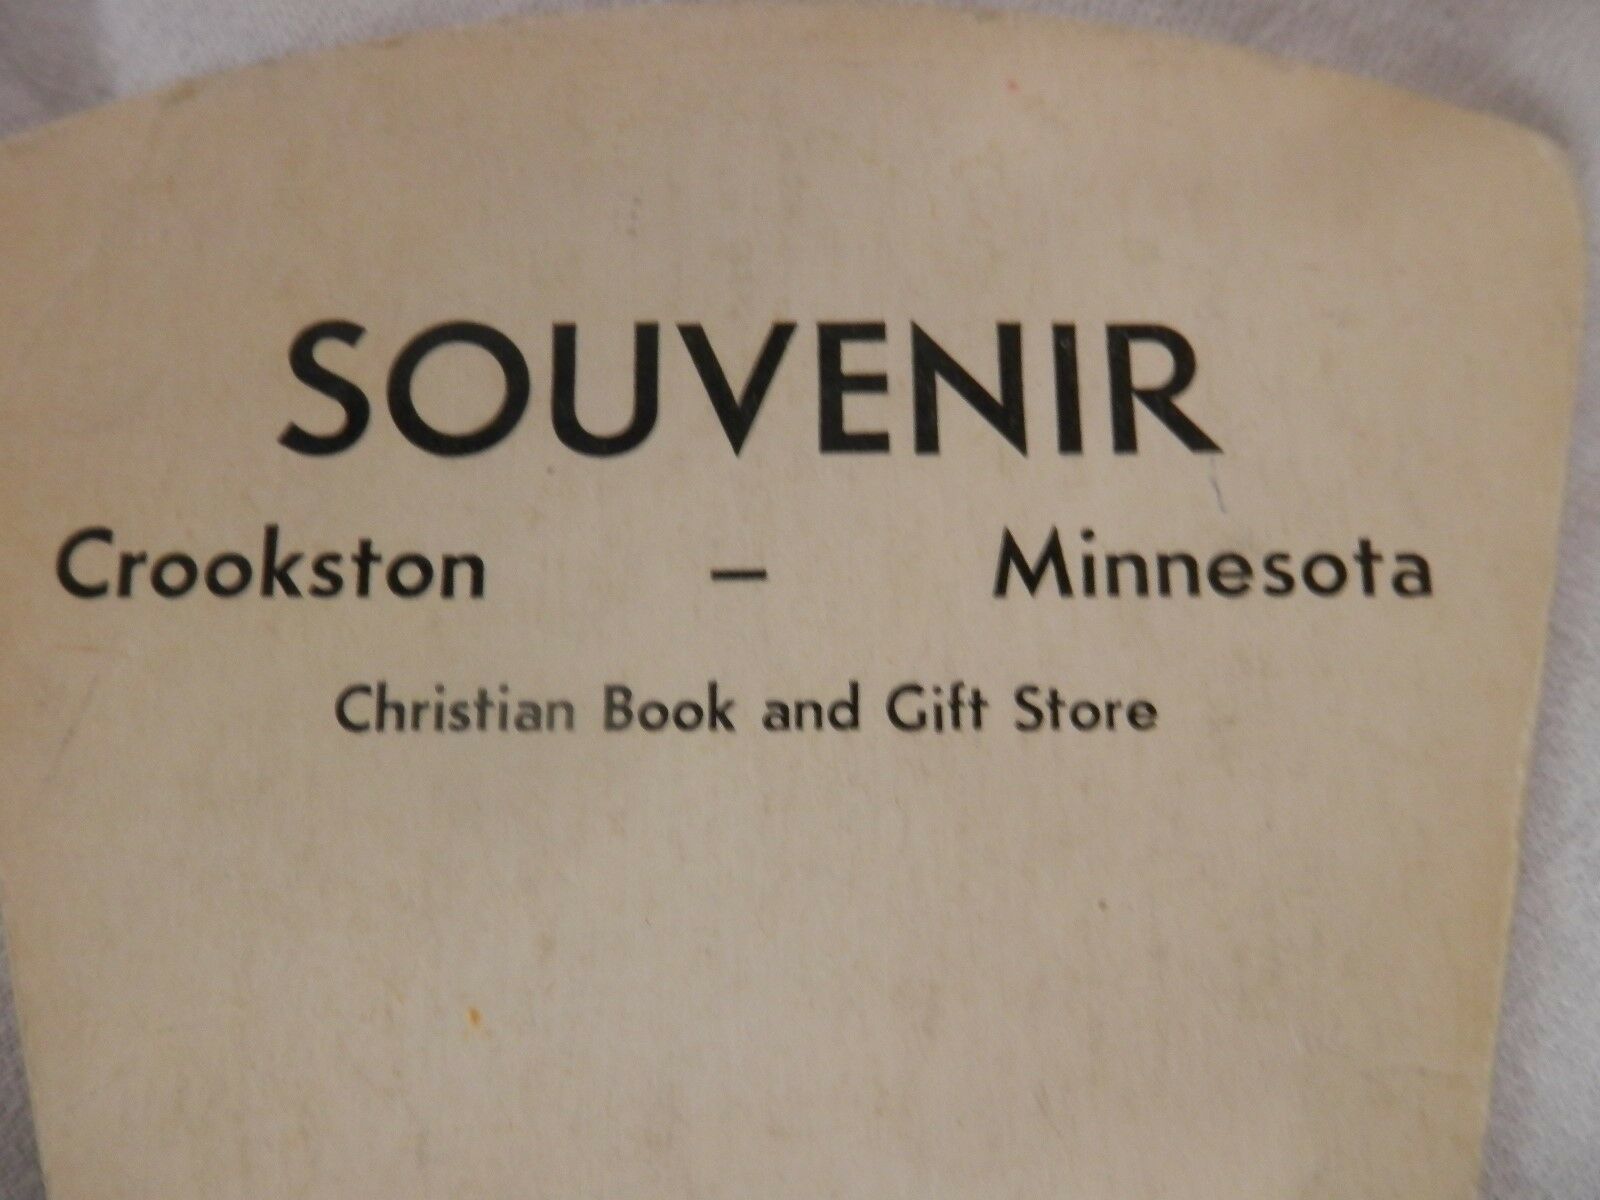 SOUVENIR
Crookston – Minnesota
Christian Book and Gift Store